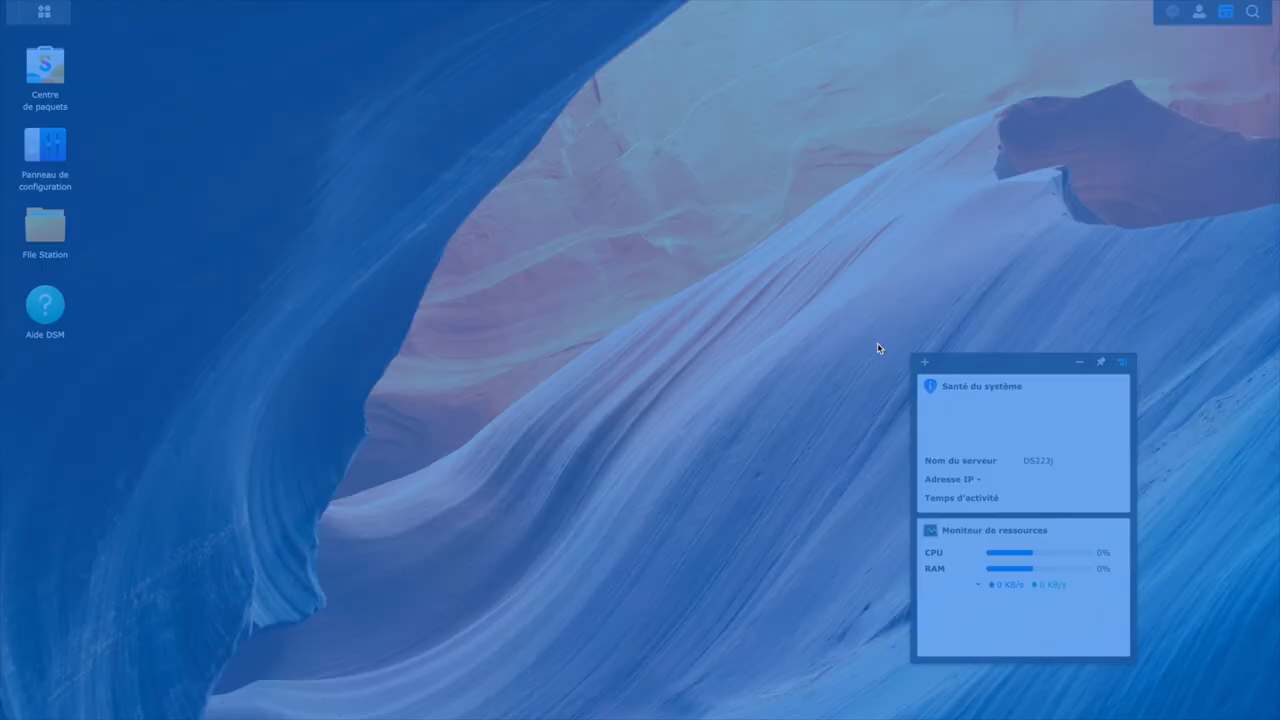 Centre
de paquets
Panneau de
configuration
File Station
Aide DSM
Santé du système
Nom du serveur DS223j
Adresse IP
Temps d'activité
Moniteur de ressources
CPU 0%
RAM 0%
0 KB/s 0 KB/s